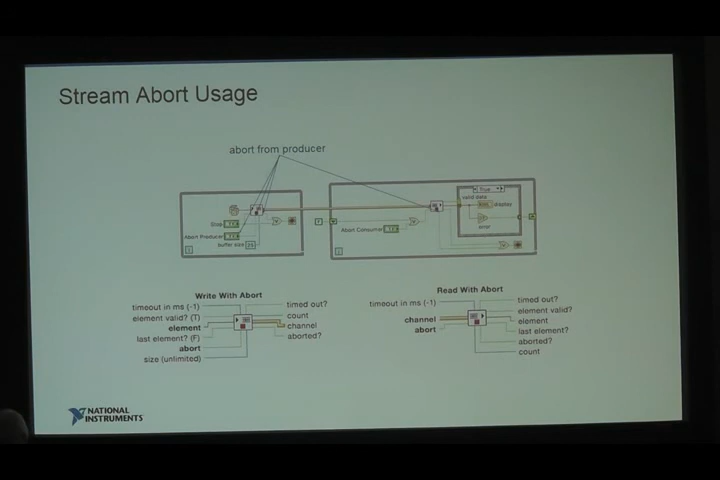 Stream Abort Usage
abort from producer
True
valid data
display
error
Stop
Abort Producer
buffer size
Abort Consumer
Write With Abort
timeout in ms (-1)
element valid? (T)
element
last element? (F)
abort
size (unlimited)
timed out?
count
channel
aborted?
Read With Abort
timeout in ms (-1)
channel
abort
timed out?
element valid?
element
last element?
aborted?
count
NATIONAL
INSTRUMENTS